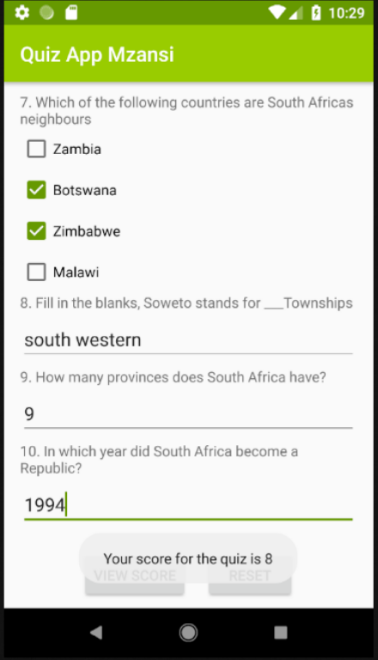 10:29
Quiz App Mzansi
7. Which of the following countries are South Africas
neighbours
Zambia
Botswana
Zimbabwe
Malawi
8. Fill in the blanks, Soweto stands for ___Townships
south western
9. How many provinces does South Africa have?
9
10. In which year did South Africa become a
Republic?
1994
Your score for the quiz is 8
VIEW SCORE RESET